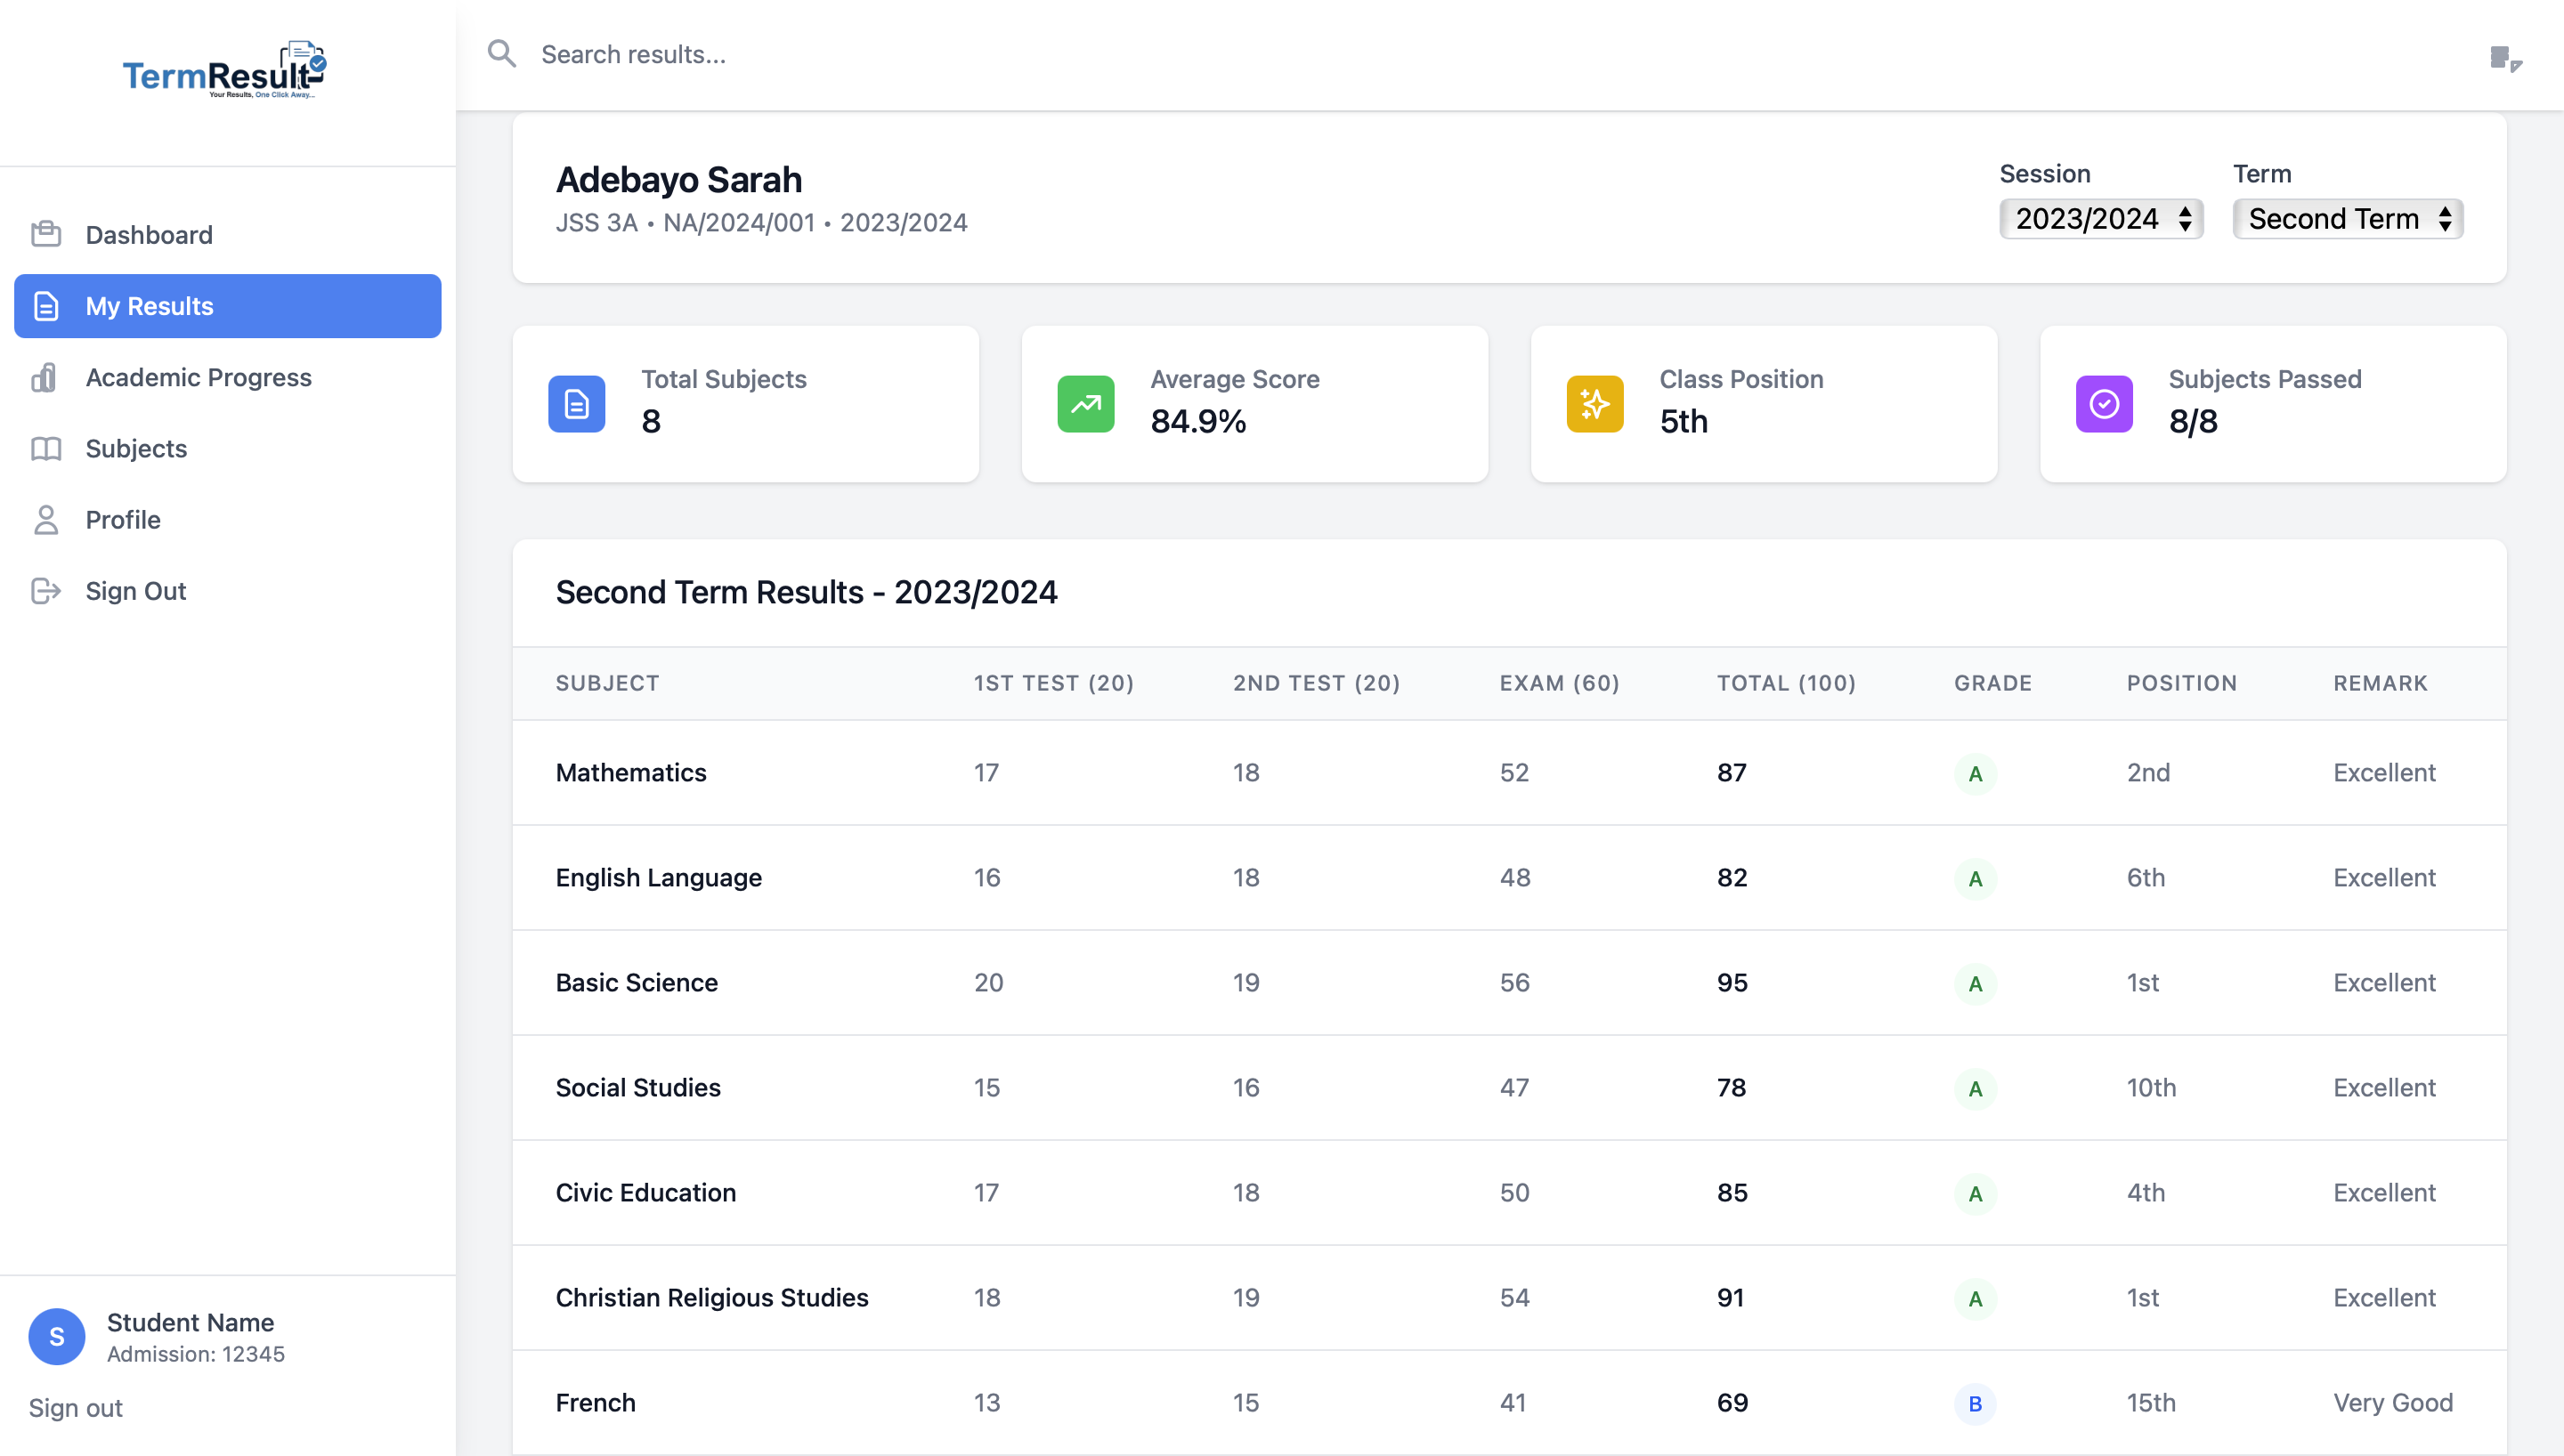 TermResult
Your Results, One Click Away...
Search results...
Dashboard
My Results
Academic Progress
Subjects
Profile
Sign Out
S
Student Name
Admission: 12345
Sign out
Adebayo Sarah
JSS 3A • NA/2024/001 • 2023/2024
Session
2023/2024
Term
Second Term
Total Subjects
8
Average Score
84.9%
Class Position
5th
Subjects Passed
8/8
Second Term Results - 2023/2024
SUBJECT 1ST TEST (20) 2ND TEST (20) EXAM (60) TOTAL (100) GRADE POSITION REMARK
Mathematics 17 18 52 87 A 2nd Excellent
English Language 16 18 48 82 A 6th Excellent
Basic Science 20 19 56 95 A 1st Excellent
Social Studies 15 16 47 78 A 10th Excellent
Civic Education 17 18 50 85 A 4th Excellent
Christian Religious Studies 18 19 54 91 A 1st Excellent
French 13 15 41 69 B 15th Very Good